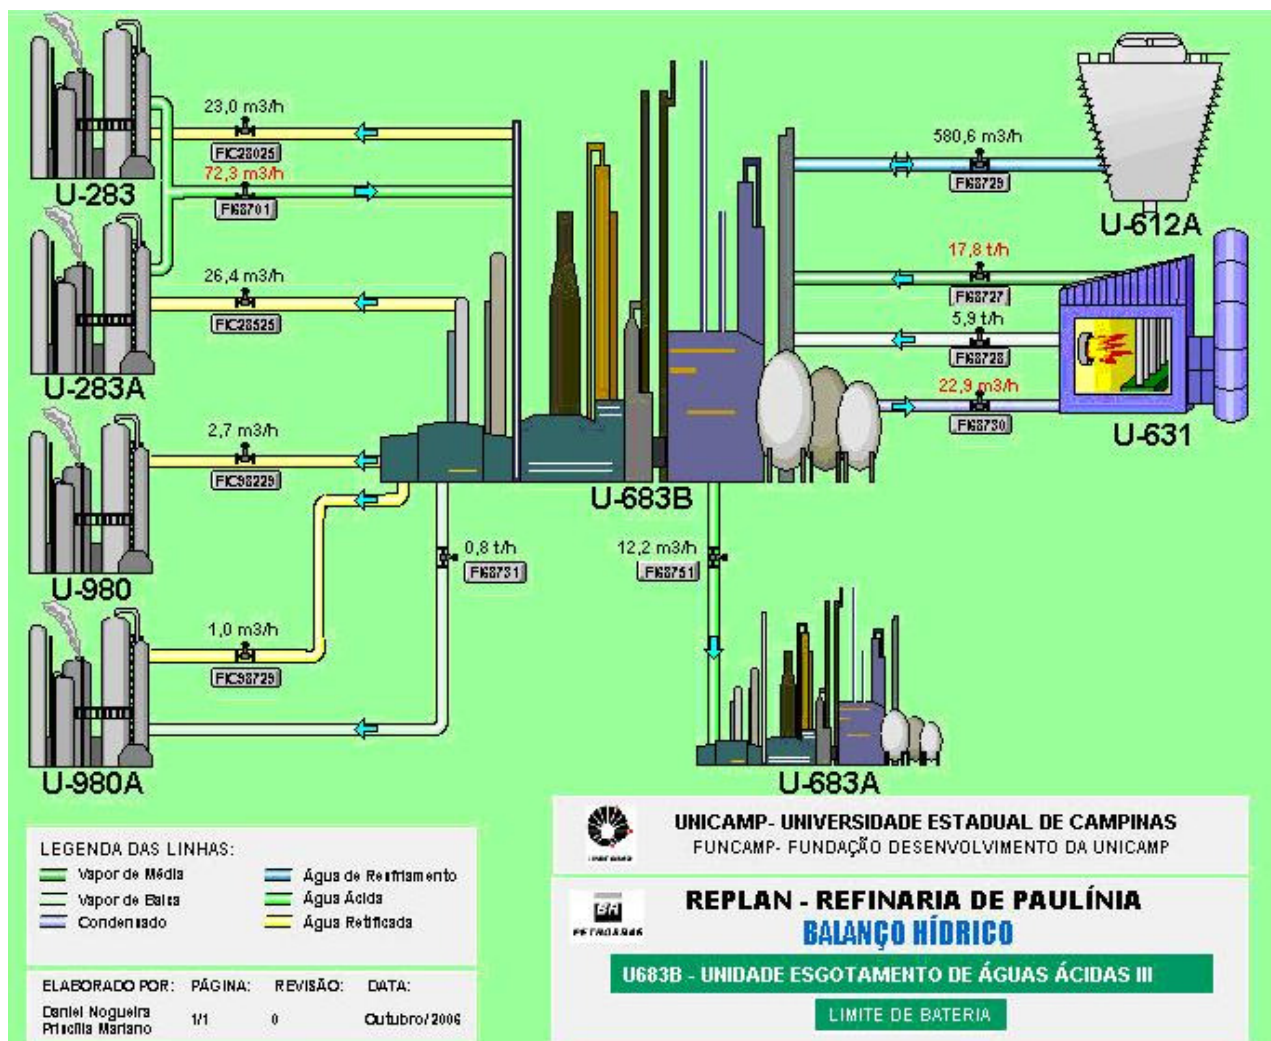 23,0 m3/h
FIC28025
72,3 m3/h
FI68701
U-283
26,4 m3/h
FIC28525
U-283A
2,7 m3/h
FIC98229
U-980
1,0 m3/h
FIC98729
U-980A
0,8 t/h
FI68731
12,2 m3/h
FI68751
U-683B
U-683A
580,6 m3/h
FI68729
U-612A
17,8 t/h
FI68727
5,9 t/h
FI68728
22,9 m3/h
FI68730
U-631
LEGENDA DAS LINHAS:
Vapor de Média
Vapor de Baixa
Condensado
Água de Resfriamento
Água Ácida
Água Retificada
ELABORADO POR: PÁGINA: REVISÃO: DATA:
Daniel Nogueira
Priscilla Mariano
1/1 0 Outubro/2006
UNICAMP
UNICAMP- UNIVERSIDADE ESTADUAL DE CAMPINAS
FUNCAMP- FUNDAÇÃO DESENVOLVIMENTO DA UNICAMP
BR
PETROBRAS
REPLAN - REFINARIA DE PAULÍNIA
BALANÇO HÍDRICO
U683B - UNIDADE ESGOTAMENTO DE ÁGUAS ÁCIDAS III
LIMITE DE BATERIA